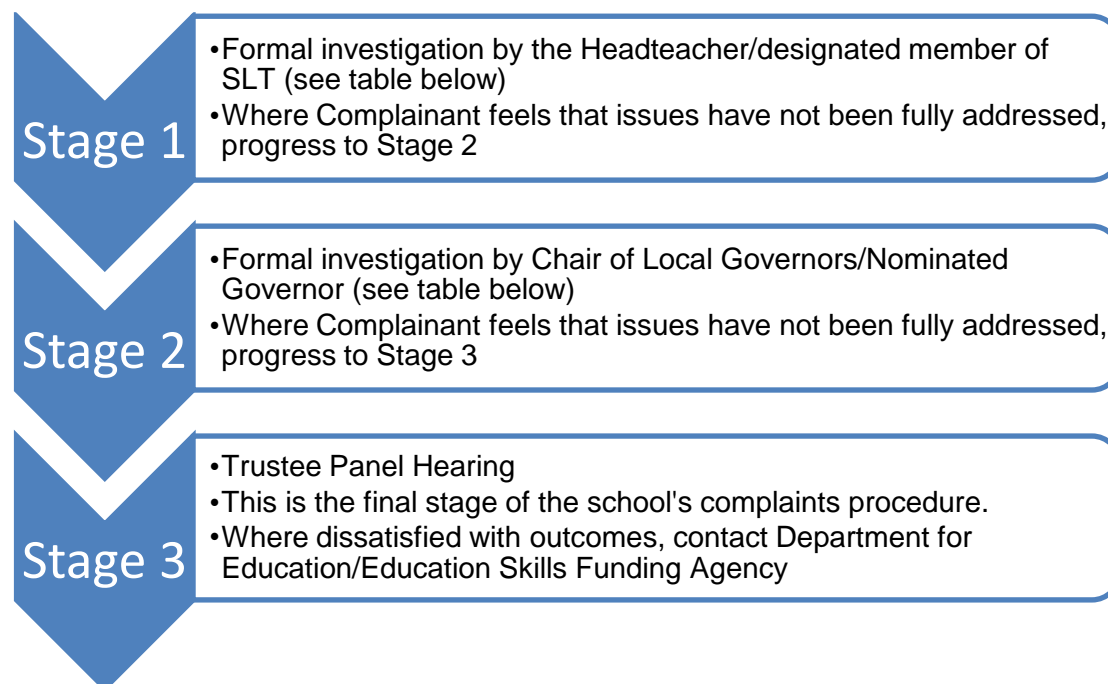 Stage 1
•Formal investigation by the Headteacher/designated member of
SLT (see table below)
•Where Complainant feels that issues have not been fully addressed,
progress to Stage 2
Stage 2
•Formal investigation by Chair of Local Governors/Nominated
Governor (see table below)
•Where Complainant feels that issues have not been fully addressed,
progress to Stage 3
Stage 3
•Trustee Panel Hearing
•This is the final stage of the school's complaints procedure.
•Where dissatisfied with outcomes, contact Department for
Education/Education Skills Funding Agency